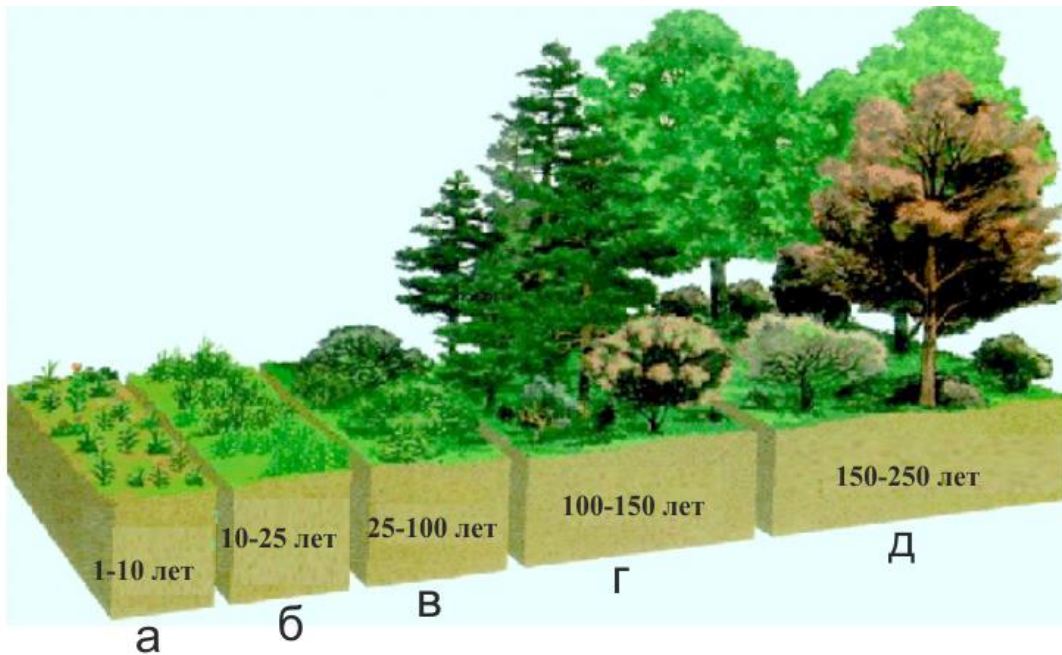 1-10 лет
10-25 лет
25-100 лет
100-150 лет
150-250 лет
а
б
в
г
д